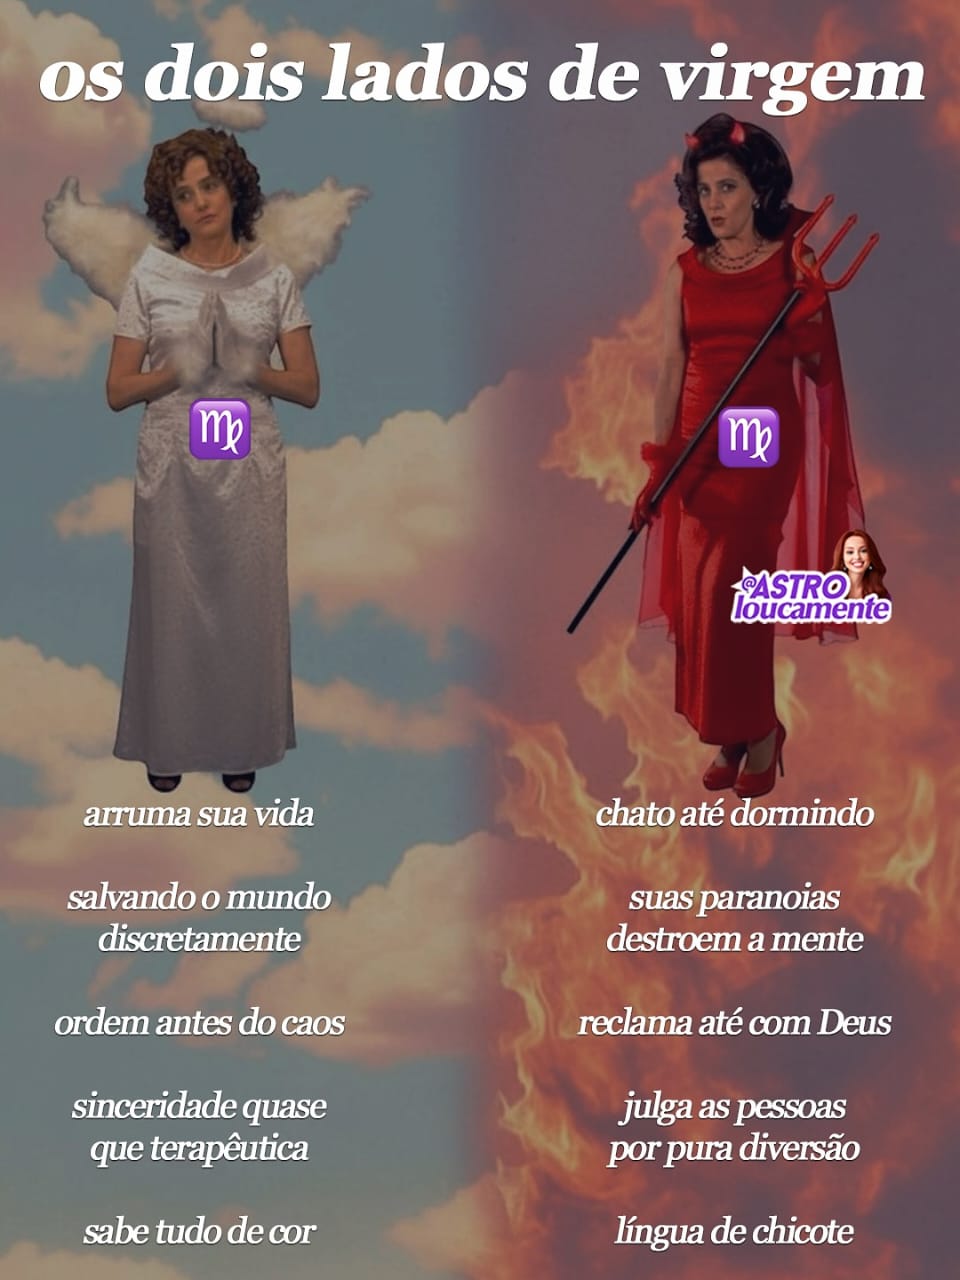 os dois lados de virgem
@ASTRO
loucamente
arruma sua vida
salvando o mundo
discretamente
ordem antes do caos
sinceridade quase
que terapêutica
sabe tudo de cor
chato até dormindo
suas paranoias
destroem a mente
reclama até com Deus
julga as pessoas
por pura diversão
língua de chicote